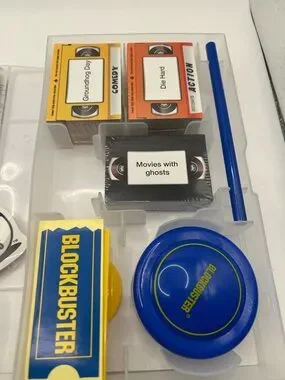 Groundhog Day
COMEDY
Die Hard
ACTION
Movies with
ghosts
BLOCKBUSTER
BLOCKBUSTER®